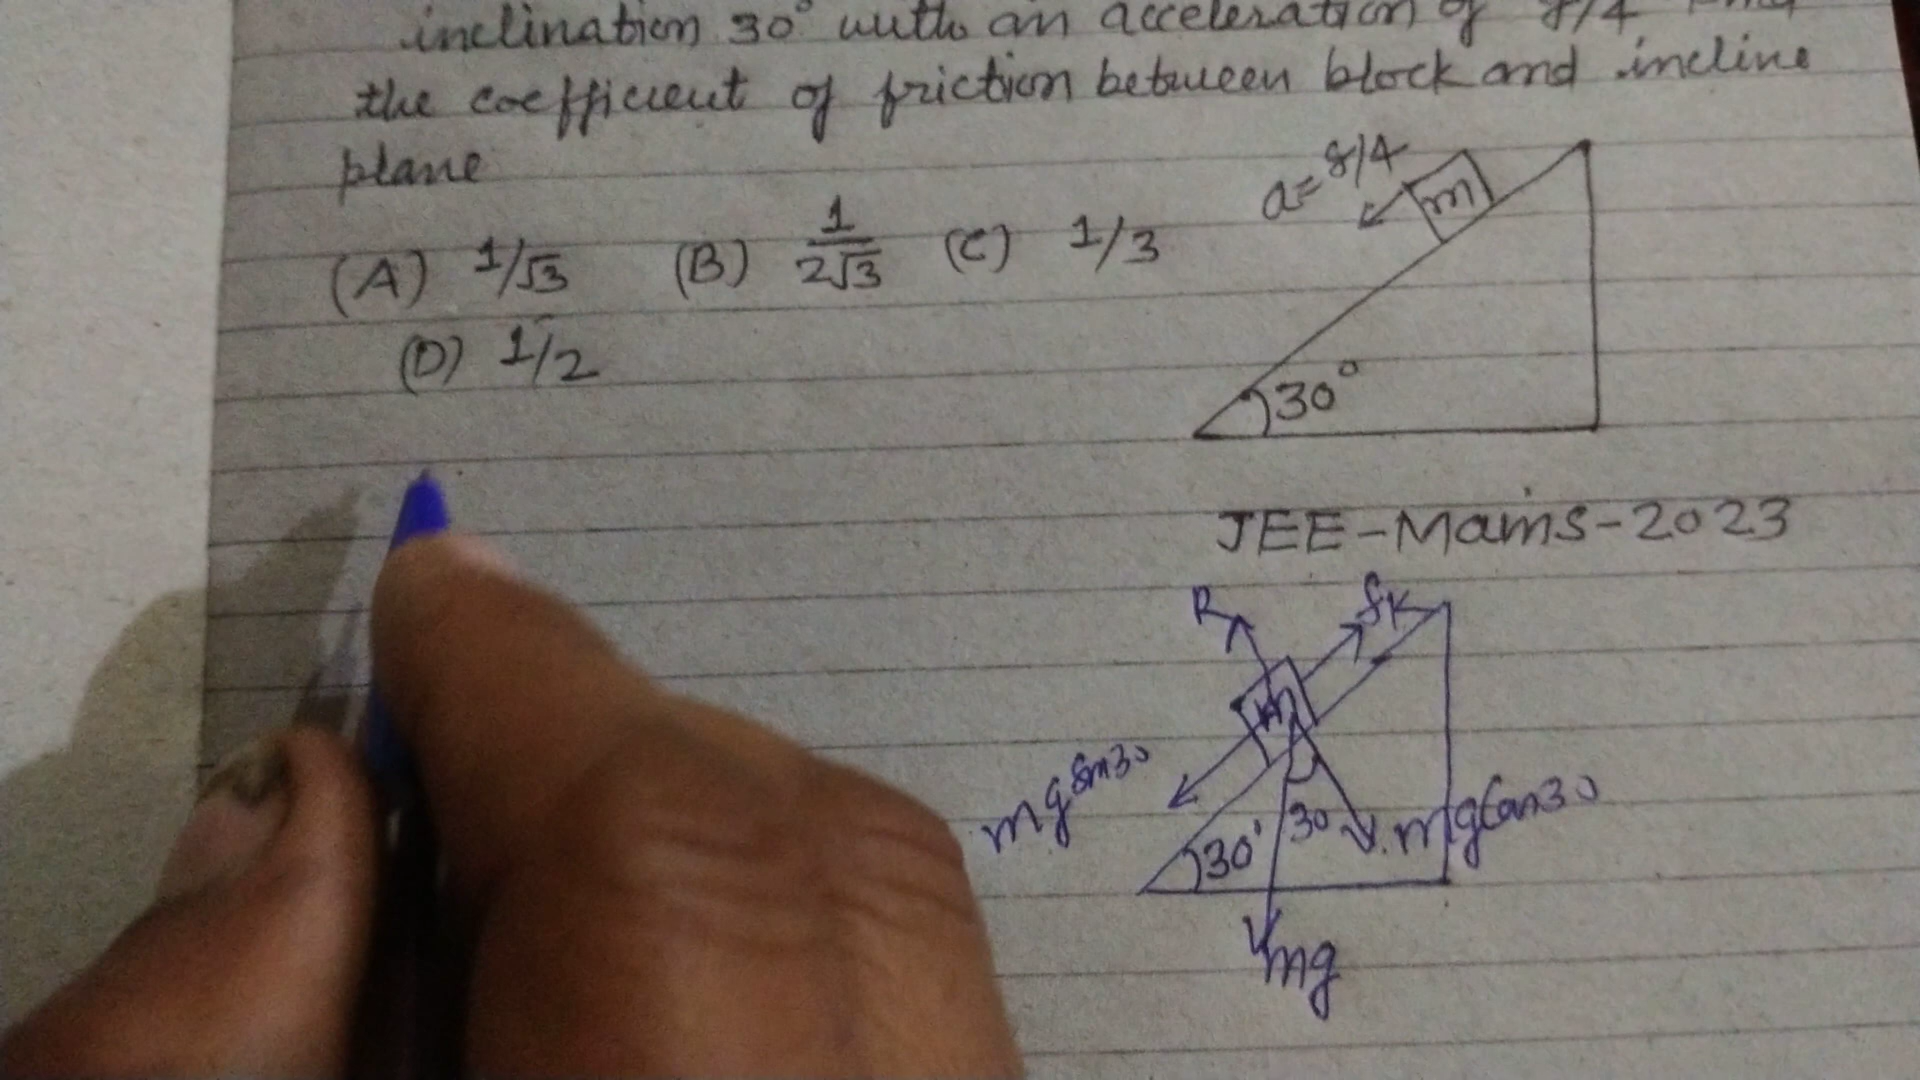 inclination 30° with an acceleration of g/4
the coefficient of friction between block and incline
plane
a = g/4
m
(A) 1/√3 (B) 1/2√3 (C) 1/3
(D) 1/2
30°
JEE-Mains-2023
R
fK
m
mg sin30
30°
30
mg cos30
mg